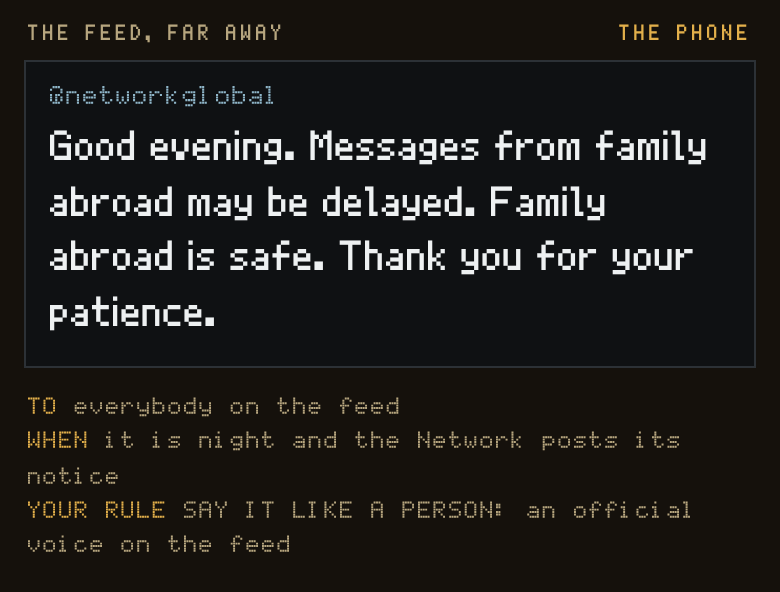 THE FEED, FAR AWAY
THE PHONE
@networkglobal
Good evening. Messages from family
abroad may be delayed. Family
abroad is safe. Thank you for your
patience.
TO everybody on the feed
WHEN it is night and the Network posts its
notice
YOUR RULE SAY IT LIKE A PERSON: an official
voice on the feed